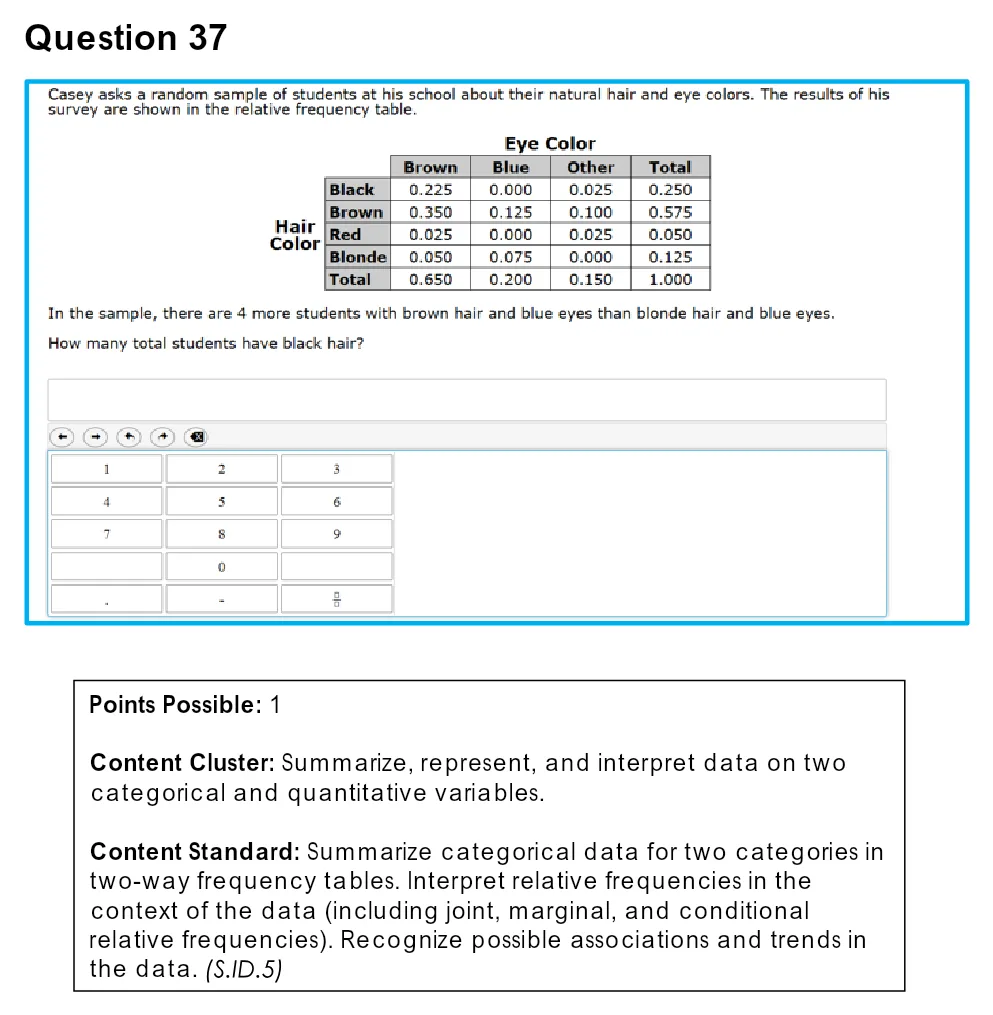 Question 37
Casey asks a random sample of students at his school about their natural hair and eye colors. The results of his
survey are shown in the relative frequency table.
Eye Color
Brown Blue Other Total
Black 0.225 0.000 0.025 0.250
Brown 0.350 0.125 0.100 0.575
Hair
Color
Red 0.025 0.000 0.025 0.050
Blonde 0.050 0.075 0.000 0.125
Total 0.650 0.200 0.150 1.000
In the sample, there are 4 more students with brown hair and blue eyes than blonde hair and blue eyes.
How many total students have black hair?
1 2 3
4 5 6
7 8 9
0
. -
Points Possible: 1
Content Cluster: Summarize, represent, and interpret data on two
categorical and quantitative variables.
Content Standard: Summarize categorical data for two categories in
two-way frequency tables. Interpret relative frequencies in the
context of the data (including joint, marginal, and conditional
relative frequencies). Recognize possible associations and trends in
the data. (S.ID.5)